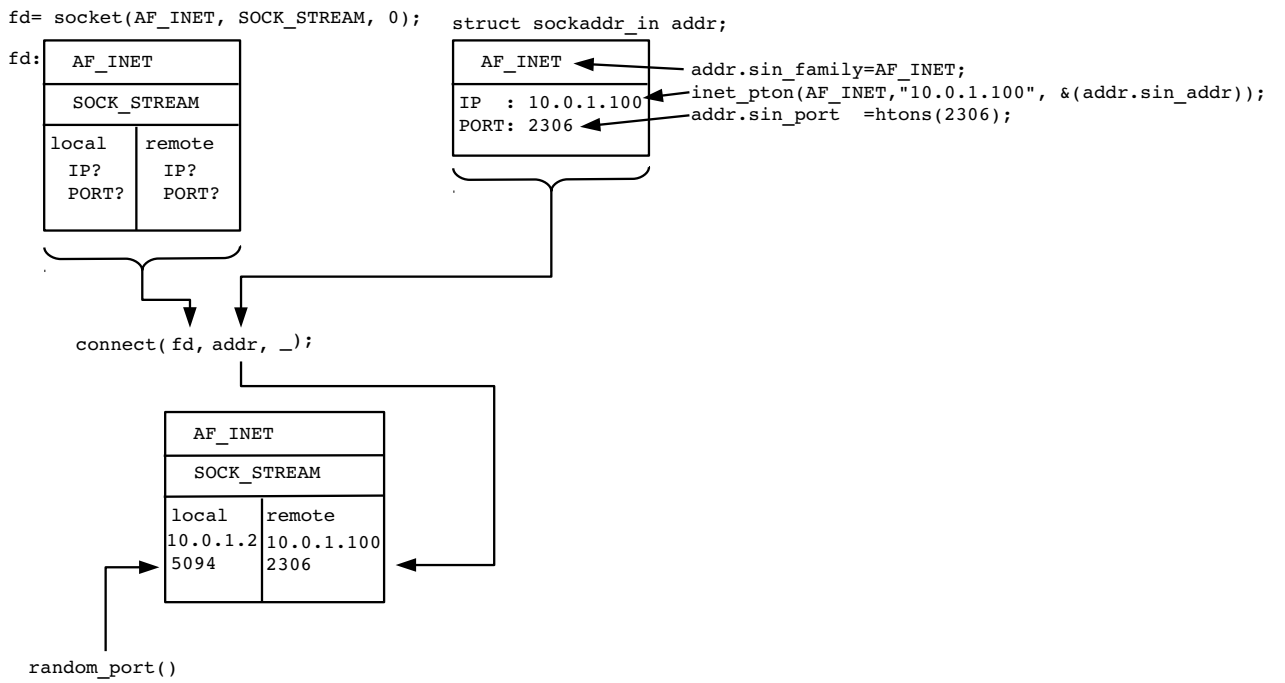 fd= socket(AF_INET, SOCK_STREAM, 0);
fd:
AF_INET
SOCK_STREAM
local remote
IP? IP?
PORT? PORT?
struct sockaddr_in addr;
AF_INET
IP : 10.0.1.100
PORT: 2306
addr.sin_family=AF_INET;
inet_pton(AF_INET,"10.0.1.100", &(addr.sin_addr));
addr.sin_port =htons(2306);
connect( fd, addr, _);
AF_INET
SOCK_STREAM
local remote
10.0.1.2 10.0.1.100
5094 2306
random_port()